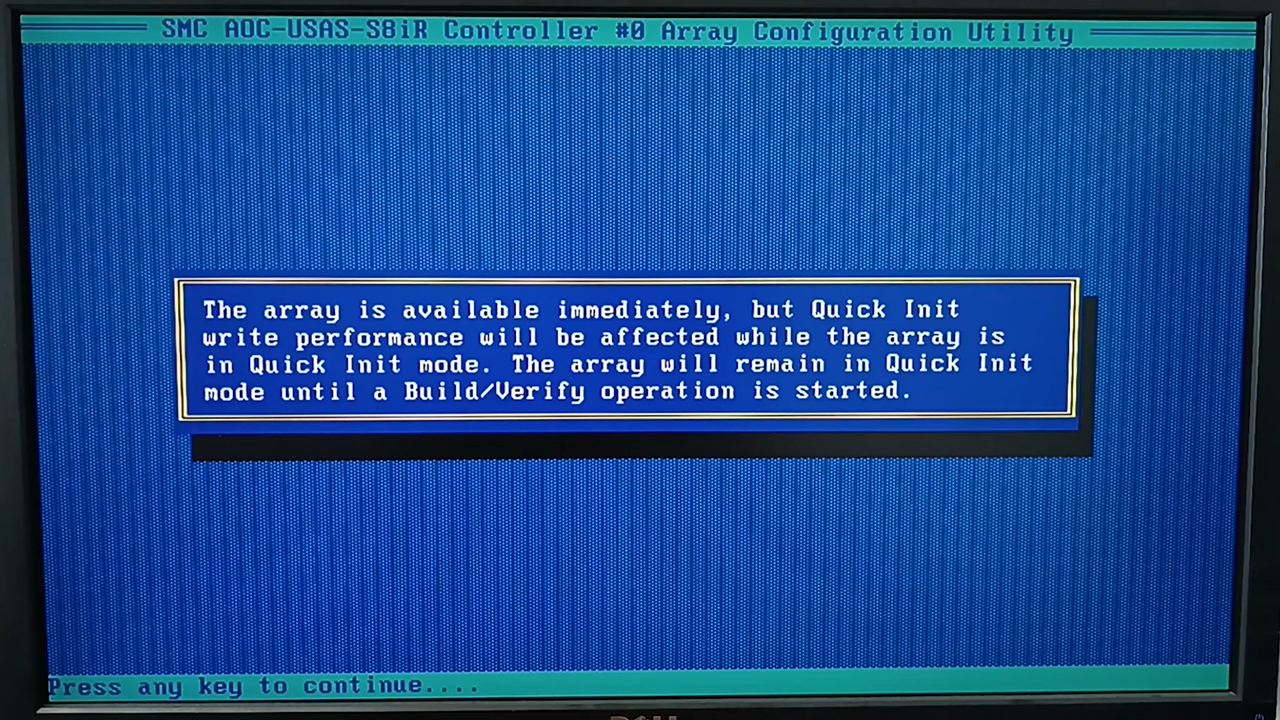 SMC AOC-USAS-S8iR Controller #0 Array Configuration Utility
The array is available immediately, but Quick Init
write performance will be affected while the array is
in Quick Init mode. The array will remain in Quick Init
mode until a Build/Verify operation is started.
Press any key to continue....